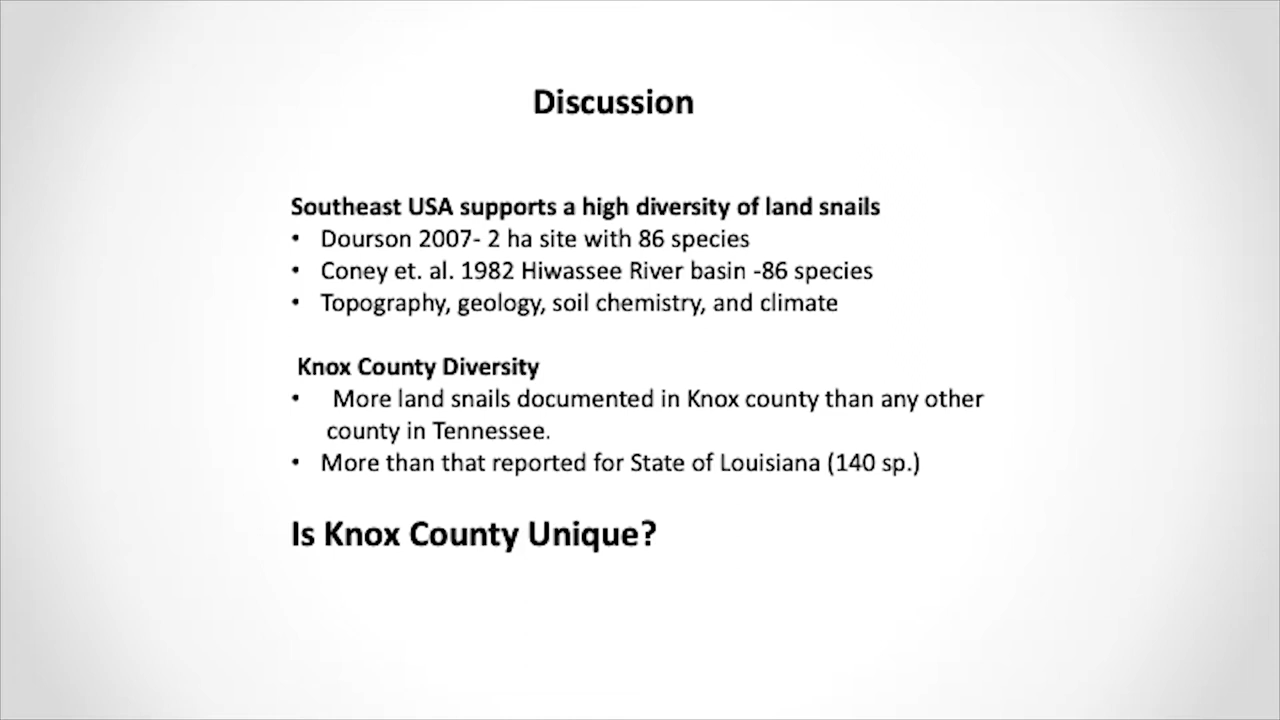 Discussion
Southeast USA supports a high diversity of land snails
• Dourson 2007- 2 ha site with 86 species
• Coney et. al. 1982 Hiwassee River basin -86 species
• Topography, geology, soil chemistry, and climate
Knox County Diversity
• More land snails documented in Knox county than any other
county in Tennessee.
• More than that reported for State of Louisiana (140 sp.)
Is Knox County Unique?